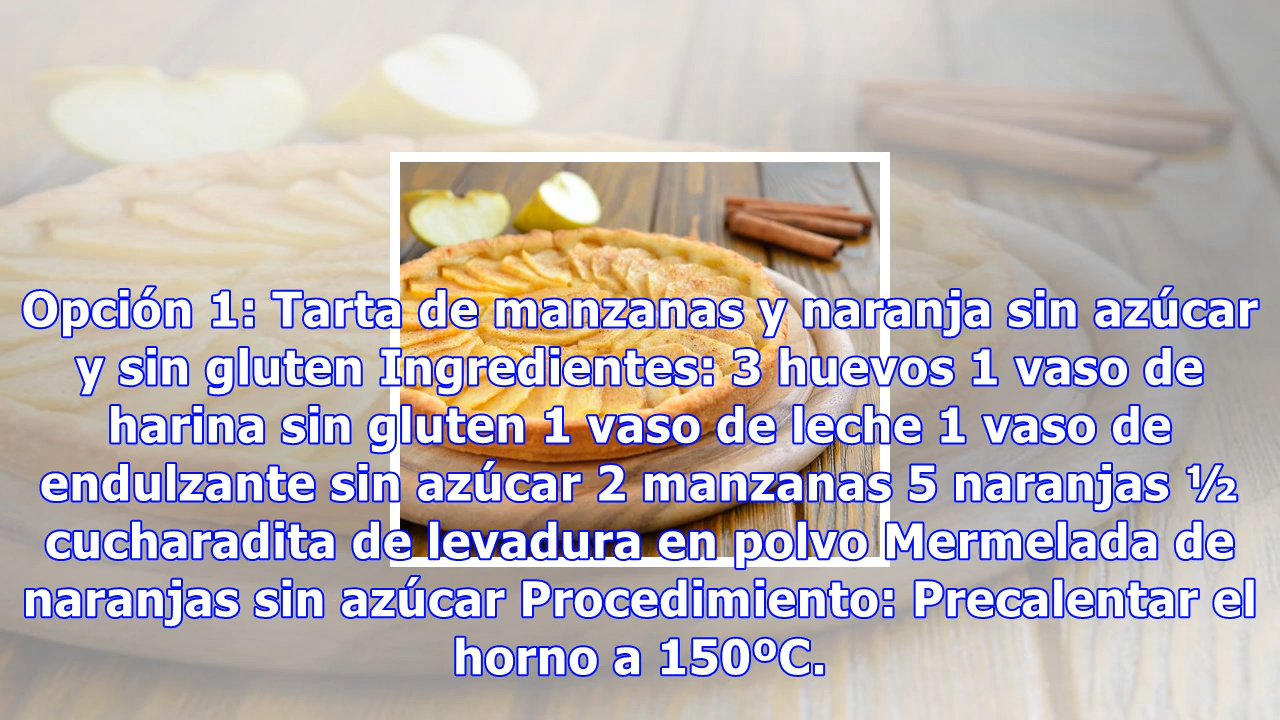 Opción 1: Tarta de manzanas y naranja sin azúcar
y sin gluten Ingredientes: 3 huevos 1 vaso de
harina sin gluten 1 vaso de leche 1 vaso de
endulzante sin azúcar 2 manzanas 5 naranjas ½
cucharadita de levadura en polvo Mermelada de
naranjas sin azúcar Procedimiento: Precalentar el
horno a 150ºC.